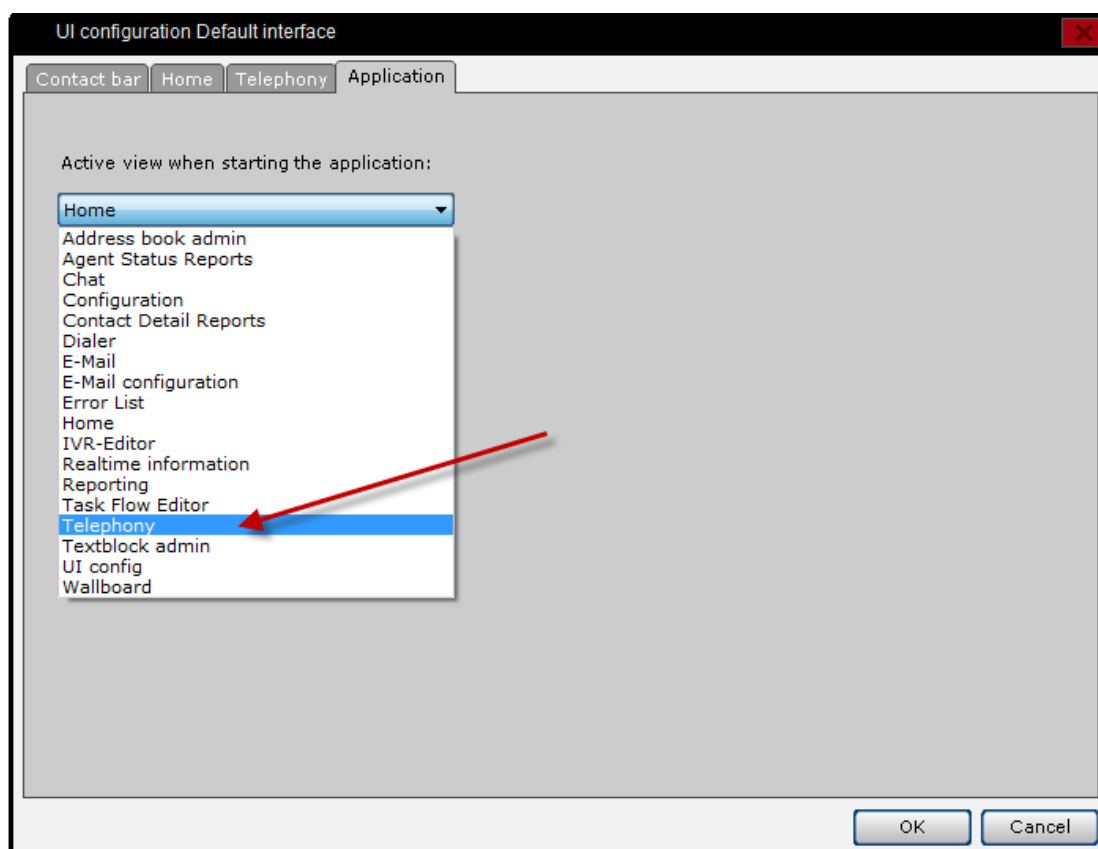 UI configuration Default interface
Contact bar Home Telephony Application
Active view when starting the application:
Home
Address book admin
Agent Status Reports
Chat
Configuration
Contact Detail Reports
Dialer
E-Mail
E-Mail configuration
Error List
Home
IVR-Editor
Realtime information
Reporting
Task Flow Editor
Telephony
Textblock admin
UI config
Wallboard
OK Cancel